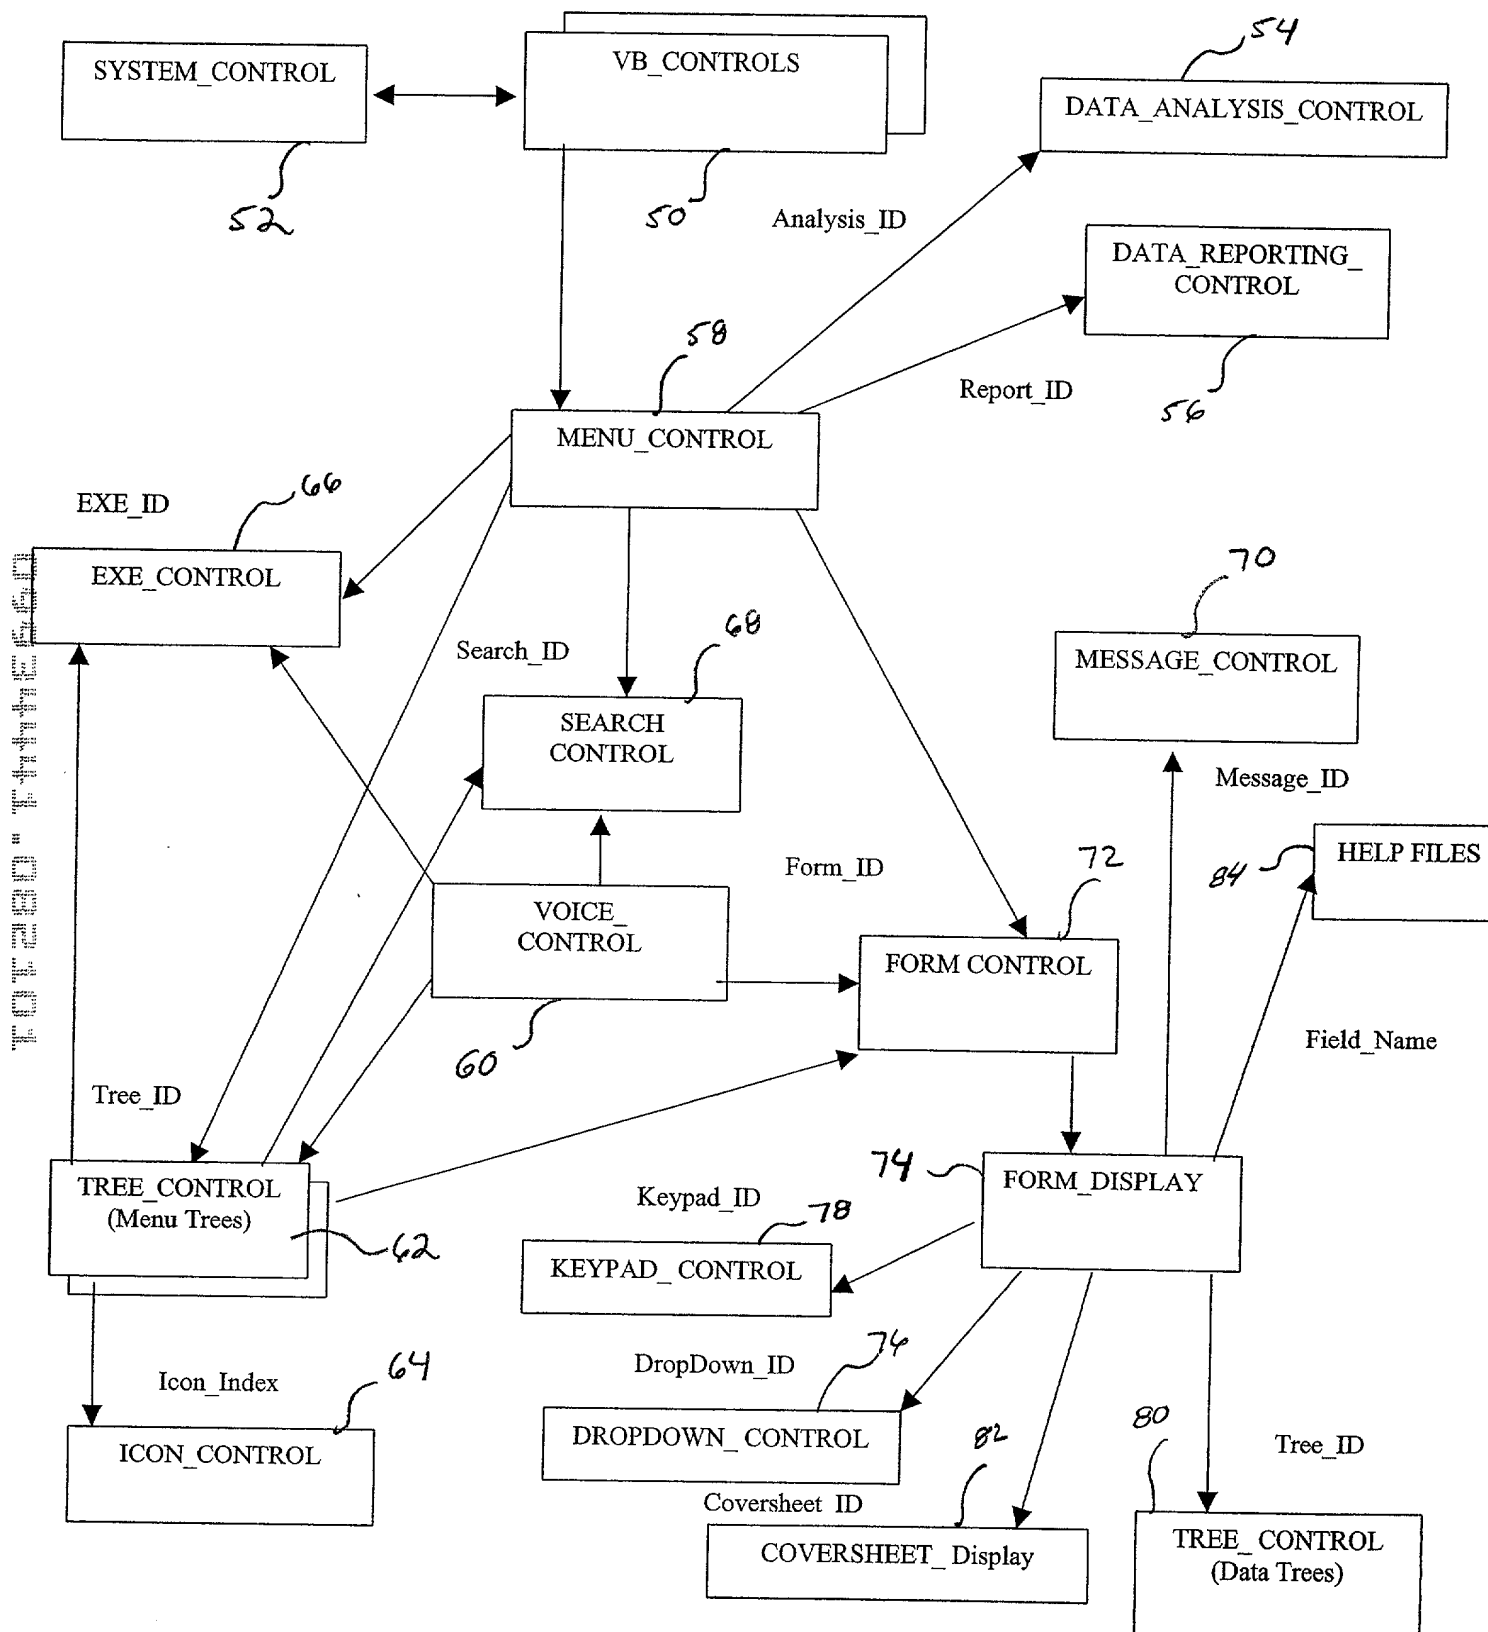 SYSTEM_CONTROL
52
VB_CONTROLS
50
54
DATA_ANALYSIS_CONTROL
Analysis_ID
DATA_REPORTING_
CONTROL
56
Report_ID
58
MENU_CONTROL
EXE_ID
66
EXE_CONTROL
Search_ID
68
SEARCH
CONTROL
70
MESSAGE_CONTROL
Message_ID
84
HELP FILES
Form_ID
72
VOICE_
CONTROL
60
FORM CONTROL
Field_Name
Tree_ID
TREE_CONTROL
(Menu Trees)
62
74
FORM_DISPLAY
Keypad_ID
78
KEYPAD_ CONTROL
Icon_Index
64
ICON_CONTROL
DropDown_ID
76
DROPDOWN_ CONTROL
82
Coversheet ID
COVERSHEET_ Display
80
Tree_ID
TREE_ CONTROL
(Data Trees)